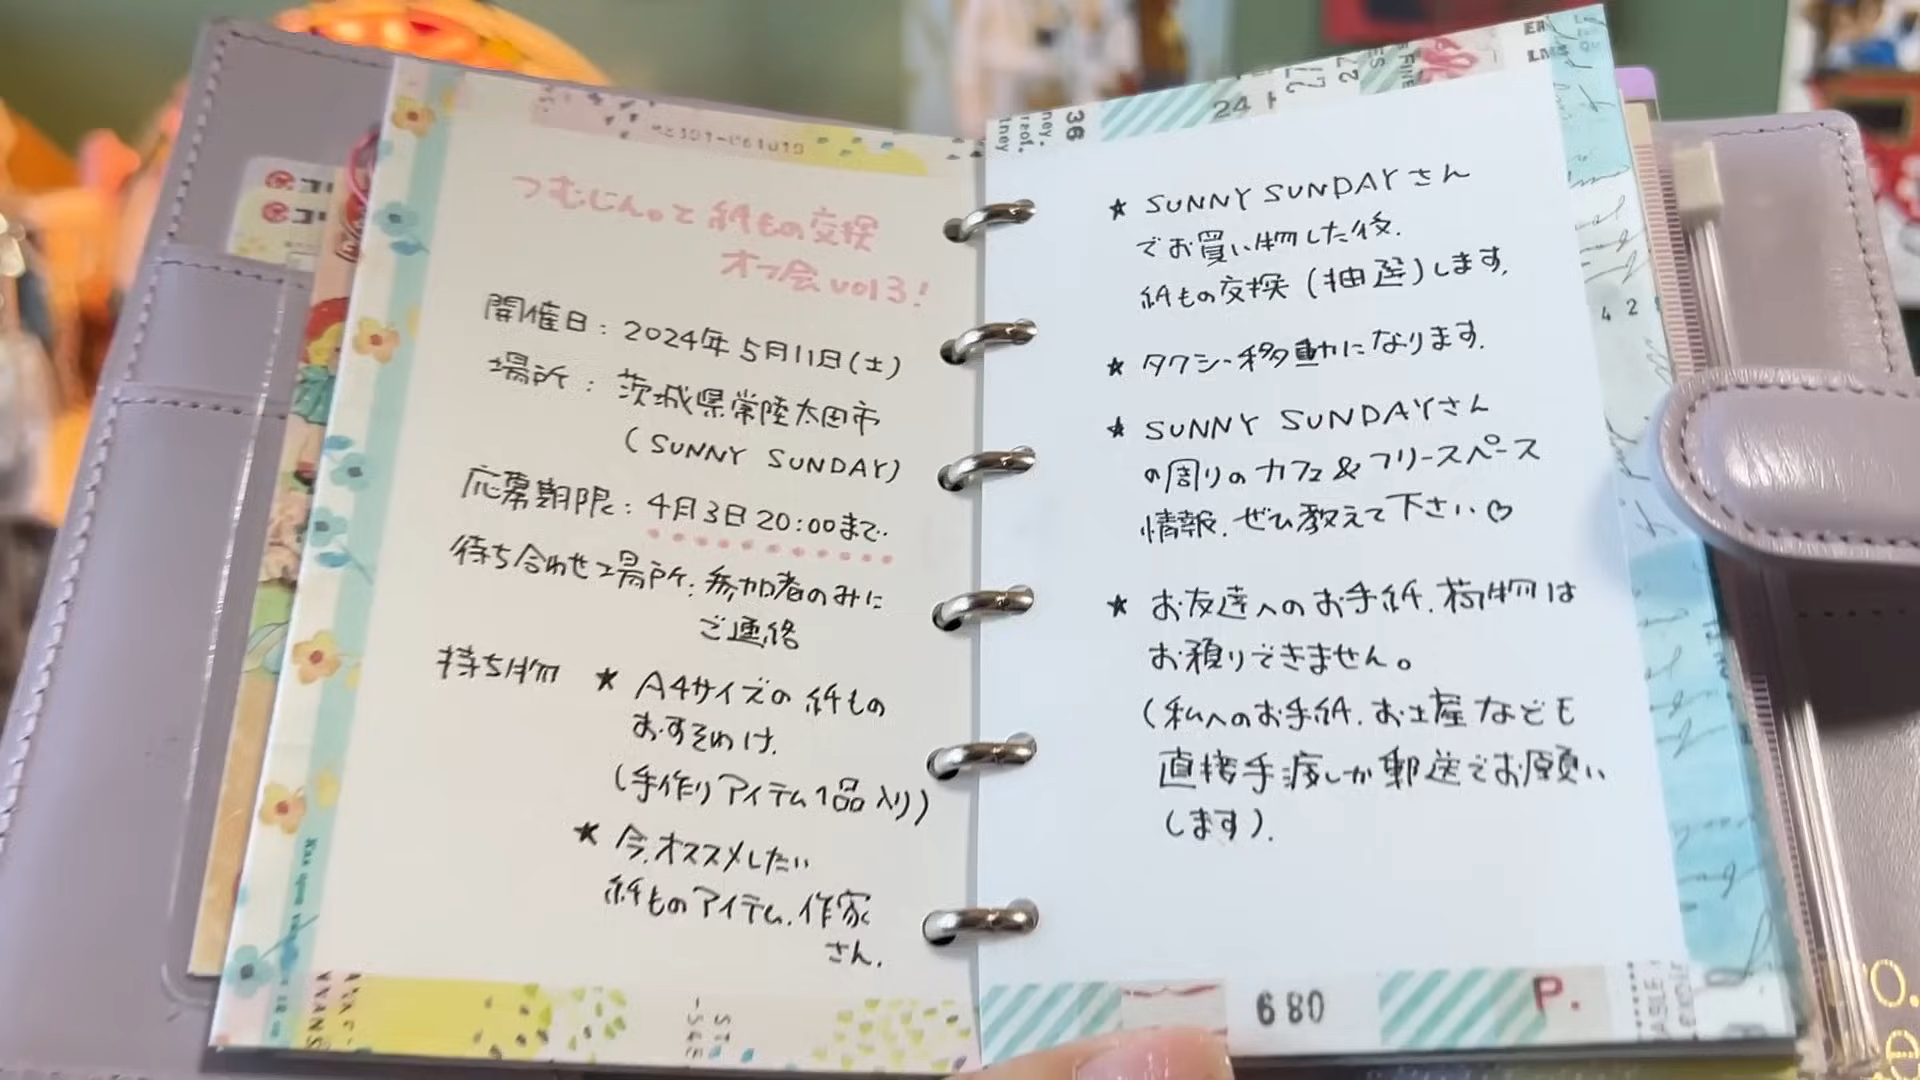 つむじん。と紙もの交換
オフ会vol3!
開催日:2024年5月11日(土)
場所:茨城県常陸太田市
(SUNNY SUNDAY)
応募期限:4月3日20:00まで.
待ち合わせ場所:参加者のみに
ご連絡
持ち物 ★ A4サイズの紙もの
おすそわけ.
(手作りアイテム1品入り)
★ 今、オススメしたい
紙ものアイテム、作家
さん.
24
36
★ SUNNY SUNDAYさん
でお買い物した後、
紙もの交換(抽選)します。
★ タクシー移動になります。
★ SUNNY SUNDAYさん
の周りのカフェ&フリースペース
情報、ぜひ教えて下さい♡
★ お友達へのお手紙、荷物は
お預りできません。
(私へのお手紙、お土産なども
直接手渡しか郵送でお願い
します).
680
P.